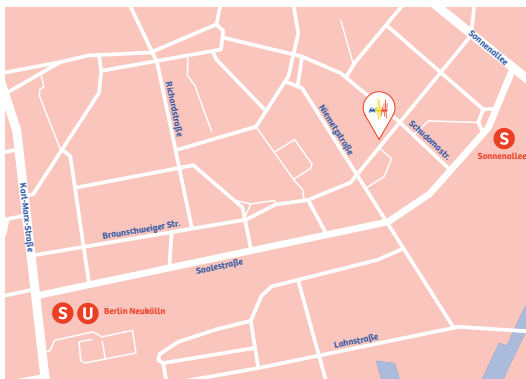 Sonnenallee
Richardstraße
Niemetzstraße
Schudomastr.
S
Sonnenallee
Karl-Marx-Straße
Braunschweiger Str.
Saalestraße
S U Berlin Neukölln
Lahnstraße